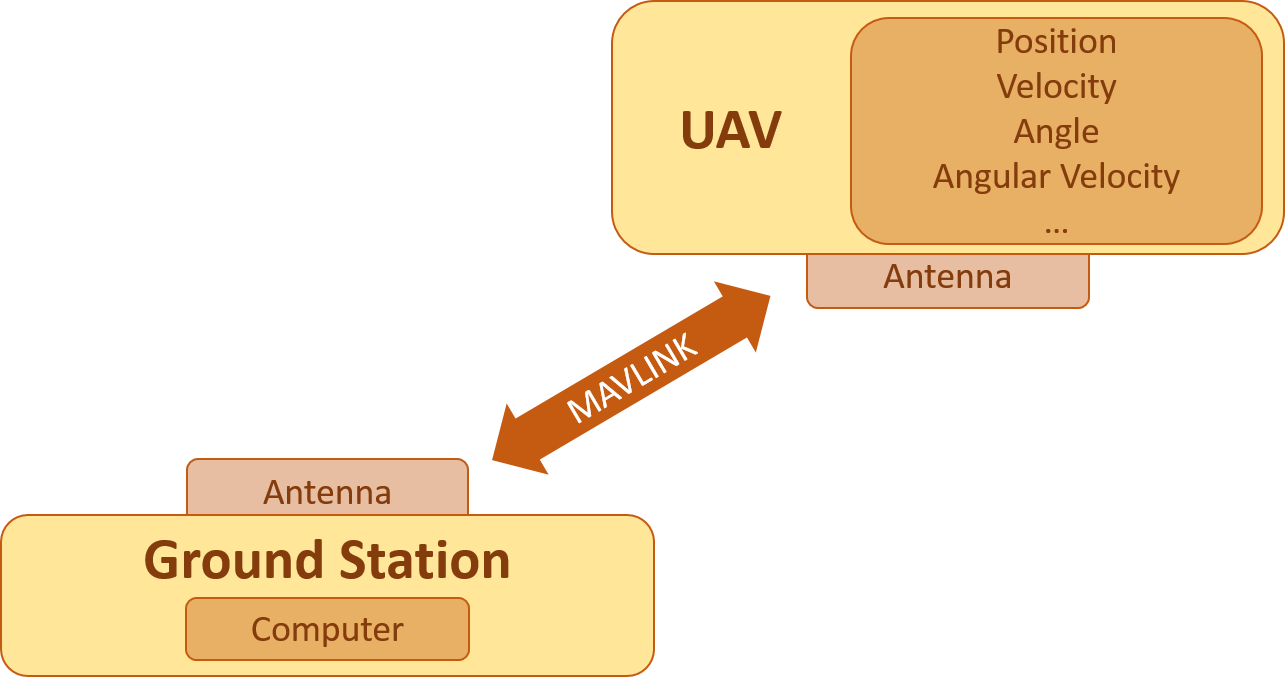 UAV
Position
Velocity
Angle
Angular Velocity
...
Antenna
MAVLINK
Antenna
Ground Station
Computer